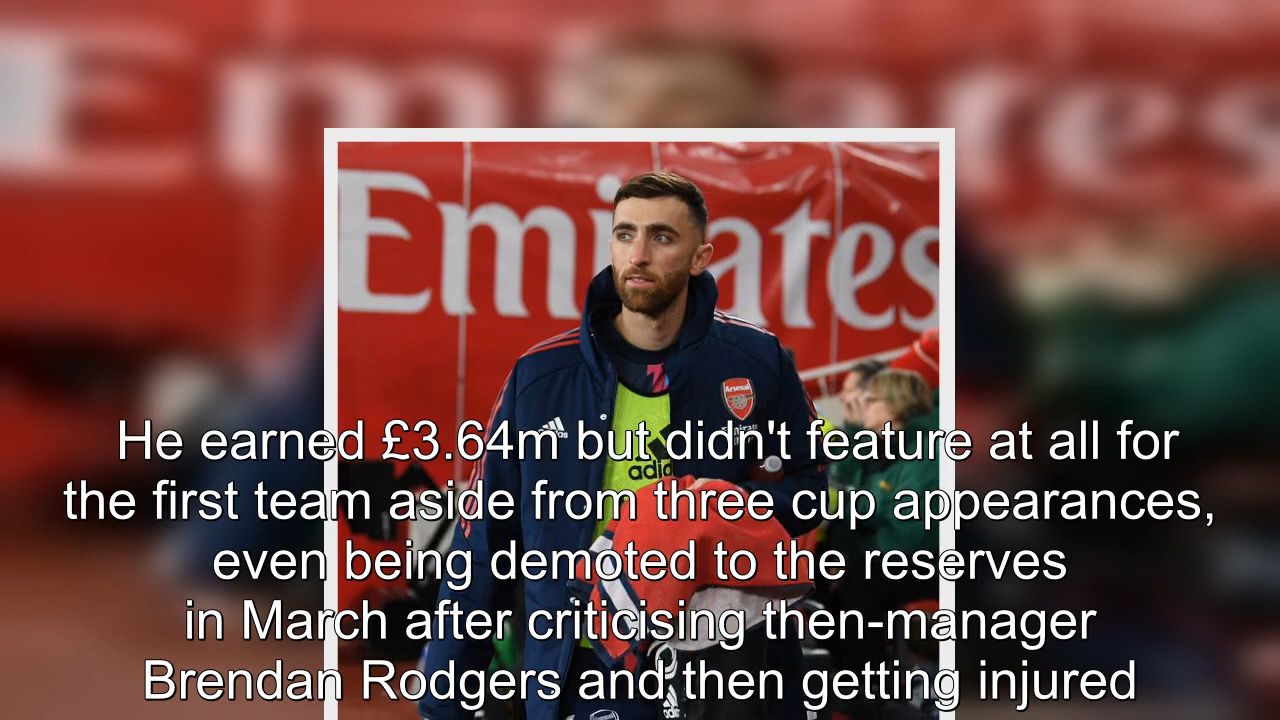 Emirates
Arsenal
adidas
He earned £3.64m but didn't feature at all for
the first team aside from three cup appearances,
even being demoted to the reserves
in March after criticising then-manager
Brendan Rodgers and then getting injured